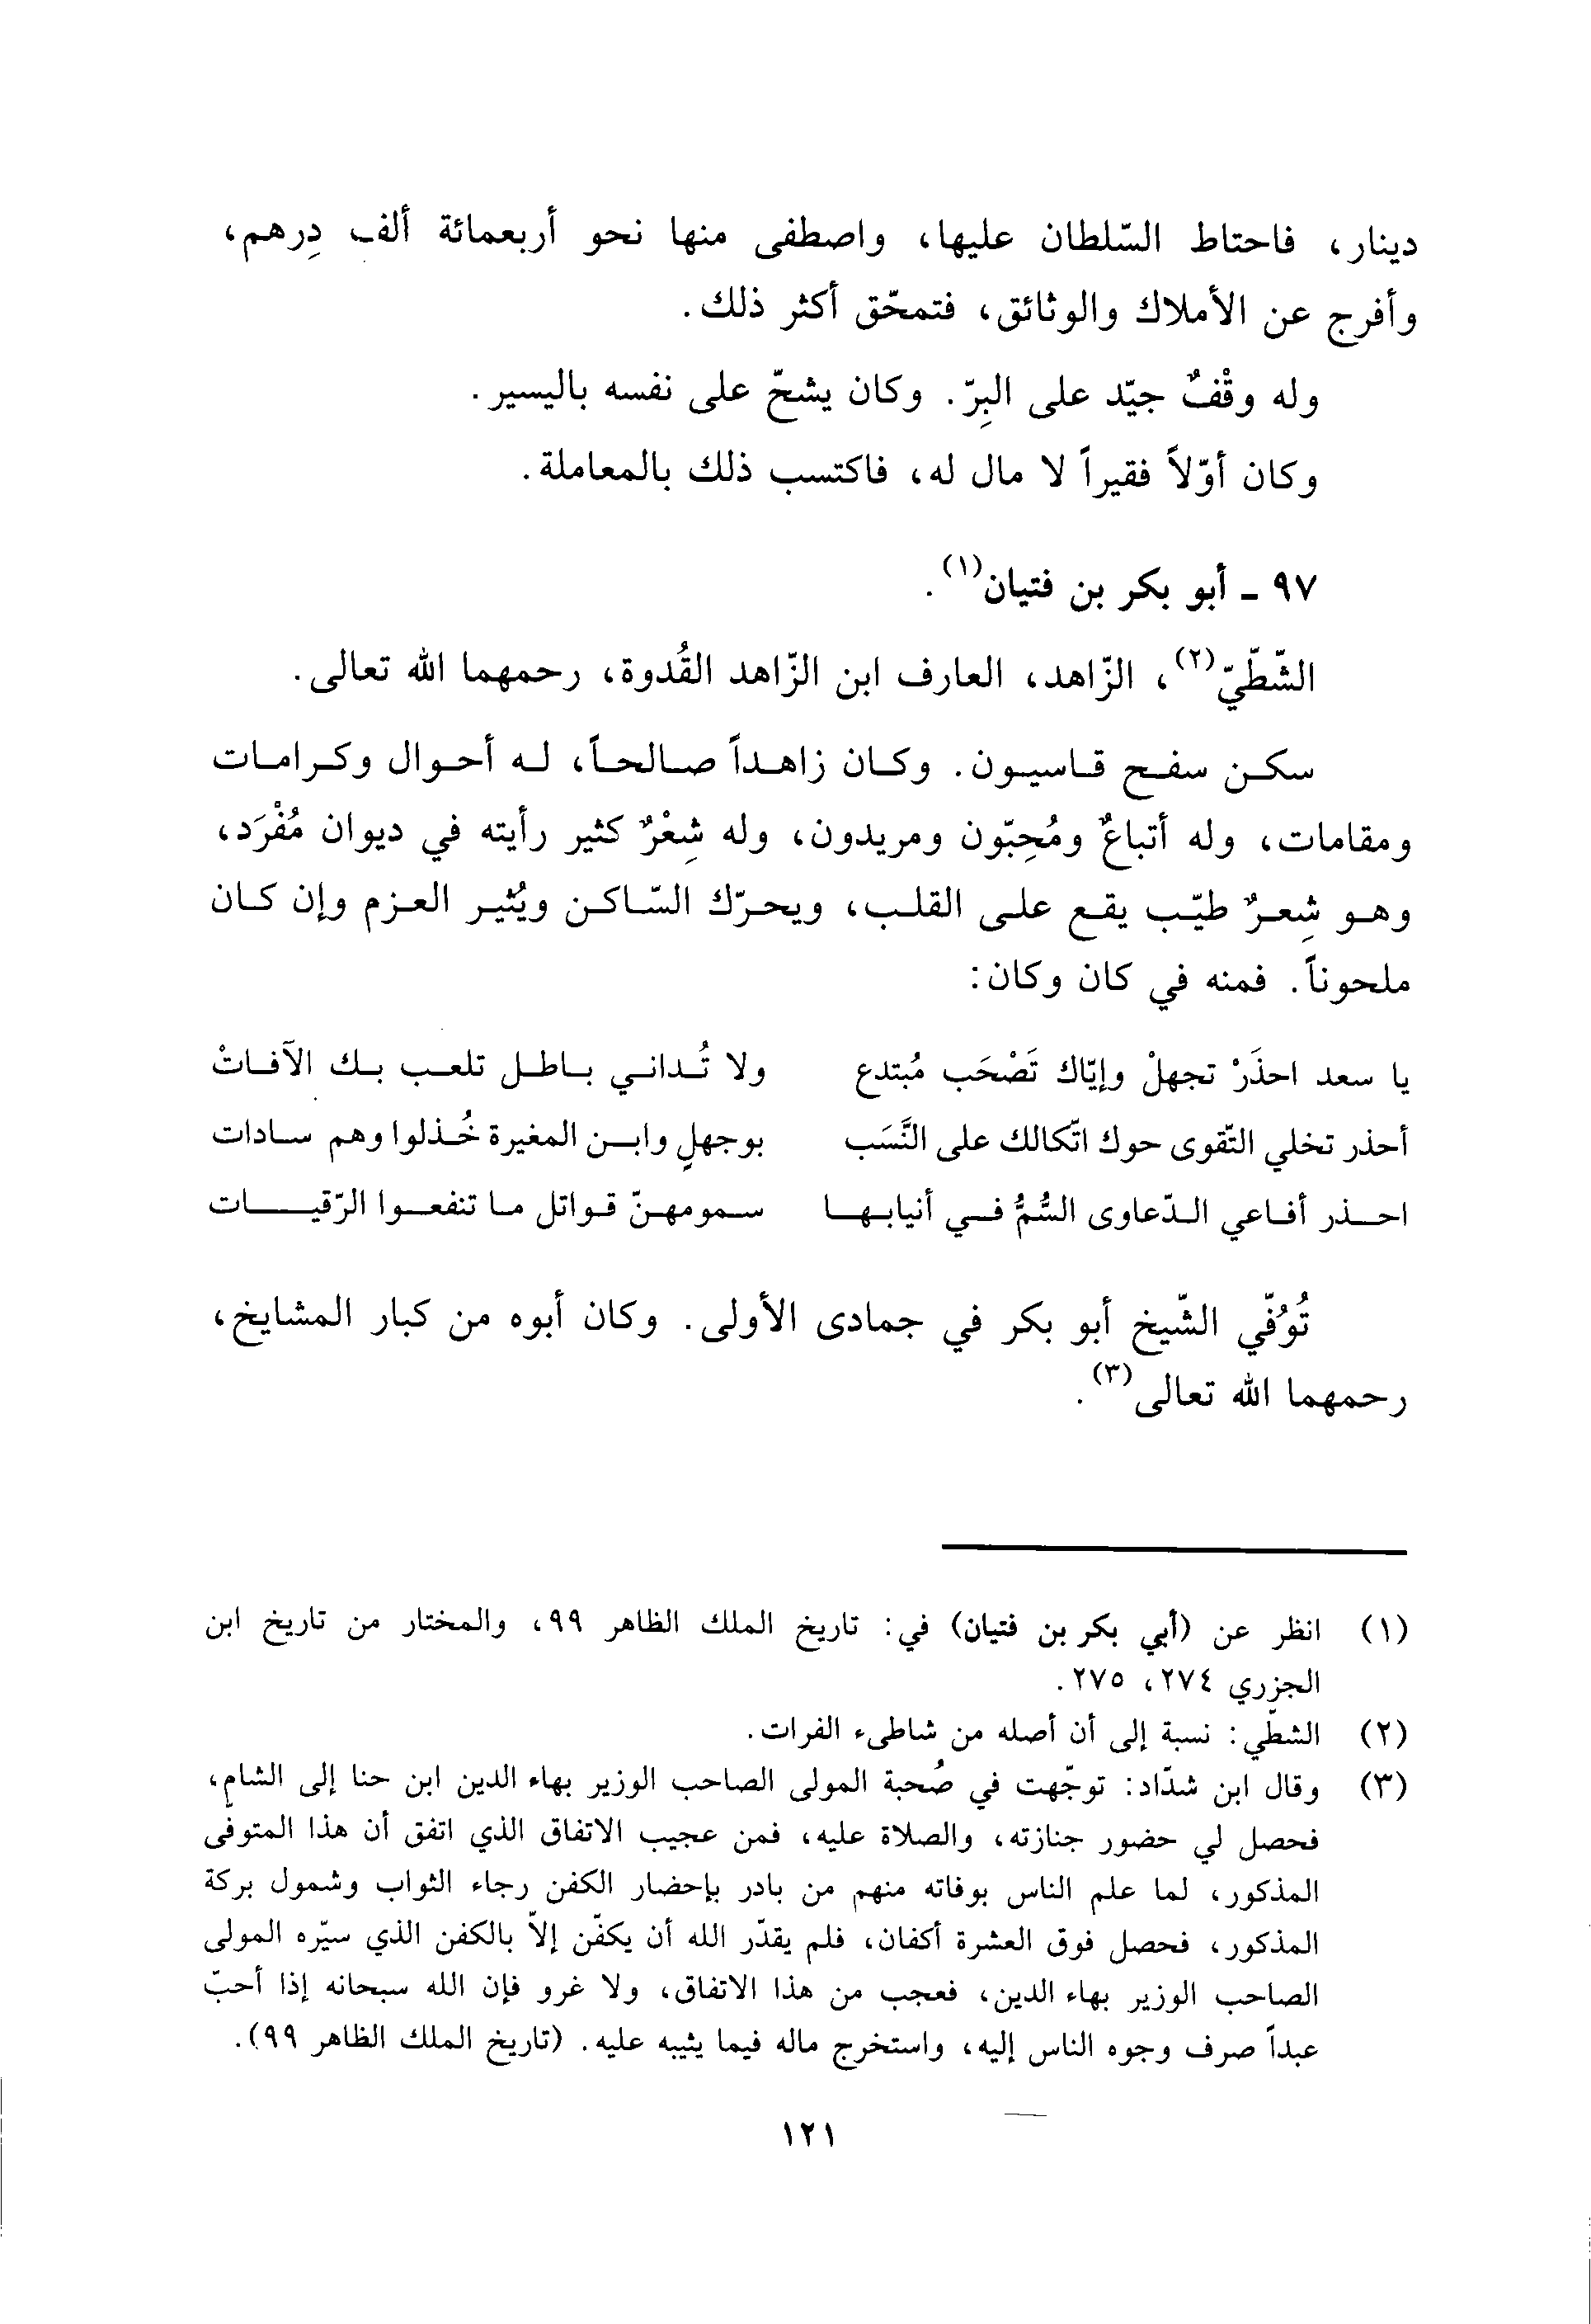 دينار، فاحتاط السّلطان عليها، واصطفى منها نحو أربعمائة ألف دِرهم،
وأفرج عن الأملاك والوثائق، فتمحّق أكثر ذلك.
وله وقْفٌ جيّد على البِرّ. وكان يشحّ على نفسه باليسير.
وكان أوّلاً فقيراً لا مال له، فاكتسب ذلك بالمعاملة.
٩٧ - أبو بكر بن فتيان(١).
الشّطّيّ(٢)، الزّاهد، العارف ابن الزّاهد القُدوة، رحمهما الله تعالى.
سكن سفح قاسيون. وكان زاهداً صالحاً، له أحوال وكرامات
ومقامات، وله أتباعٌ ومُحِبّون ومريدون، وله شِعْرٌ كثير رأيته في ديوان مُفْرَد،
وهو شِعرٌ طيّب يقع على القلب، ويحرّك السّاكن ويُثير العزم وإن كان
ملحوناً. فمنه في كان وكان:
يا سعد احذَرْ تجهلْ وإيّاك تَصْحَب مُبتدع ولا تُداني باطل تلعب بك الآفاتْ
أحذر تخلي التّقوى حوك اتّكالك على النَّسَب بوجهلٍ وابن المغيرة خُذلوا وهم سادات
احذر أفاعي الدّعاوى السُّمُّ في أنيابها سمومهنّ قواتل ما تنفعوا الرّقيات
تُوُفّي الشّيخ أبو بكر في جمادى الأولى. وكان أبوه من كبار المشايخ،
رحمهما الله تعالى(٣).
(١) انظر عن (أبي بكر بن فتيان) في: تاريخ الملك الظاهر ٩٩، والمختار من تاريخ ابن
الجزري ٢٧٤، ٢٧٥.
(٢) الشطّي: نسبة إلى أن أصله من شاطىء الفرات.
(٣) وقال ابن شدّاد: توجّهت في صُحبة المولى الصاحب الوزير بهاء الدين ابن حنا إلى الشام،
فحصل لي حضور جنازته، والصلاة عليه، فمن عجيب الاتفاق الذي اتفق أن هذا المتوفّى
المذكور، لما علم الناس بوفاته منهم من بادر بإحضار الكفن رجاء الثواب وشمول بركة
المذكور، فحصل فوق العشرة أكفان، فلم يقدّر الله أن يكفّن إلاّ بالكفن الذي سيّره المولى
الصاحب الوزير بهاء الدين، فعجب من هذا الاتفاق، ولا غرو فإن الله سبحانه إذا أحبّ
عبداً صرف وجوه الناس إليه، واستخرج ماله فيما يثيبه عليه. (تاريخ الملك الظاهر ٩٩).
١٢١